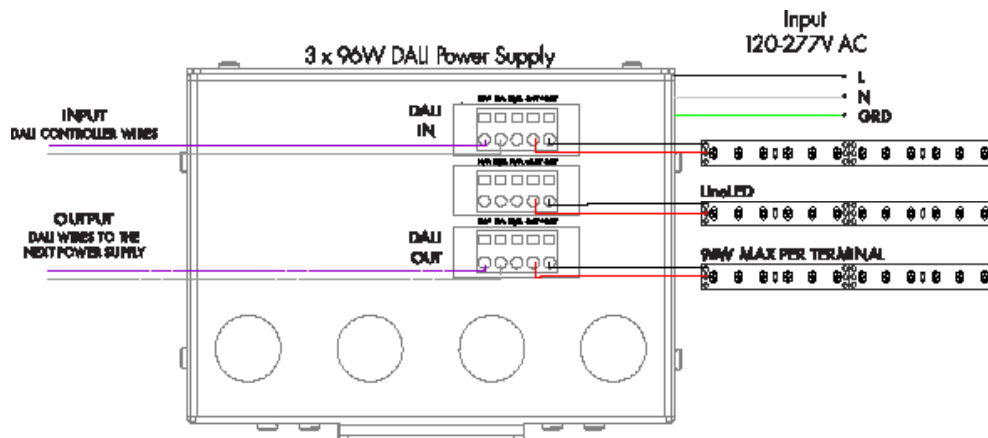 Input
120-277V AC
3 x 96W DALI Power Supply
L
N
GRD
INPUT
DALI CONTROLLER WIRES
DALI
IN
LineLED
OUTPUT
DALI WIRES TO THE
NEXT POWER SUPPLY
DALI
OUT
96W MAX PER TERMINAL